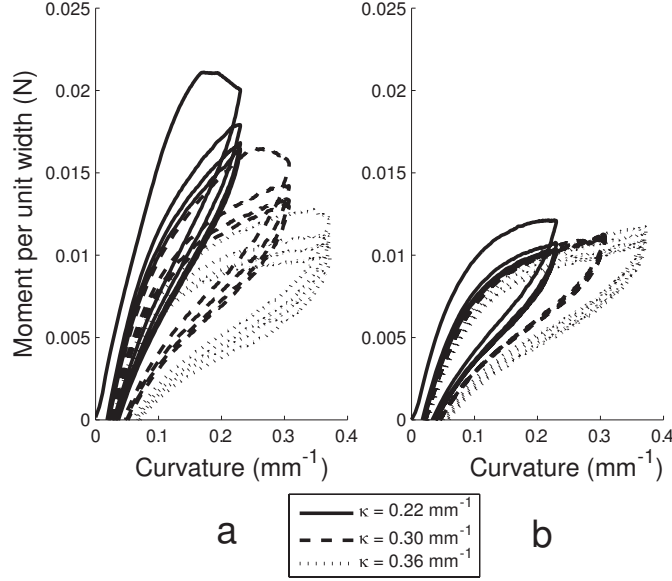 0.025
0.02
0.015
0.01
0.005
0
0 0.1 0.2 0.3 0.4
Moment per unit width (N)
Curvature (mm⁻¹)
a
0.025
0.02
0.015
0.01
0.005
0
0 0.1 0.2 0.3 0.4
Curvature (mm⁻¹)
b
κ = 0.22 mm⁻¹
κ = 0.30 mm⁻¹
κ = 0.36 mm⁻¹